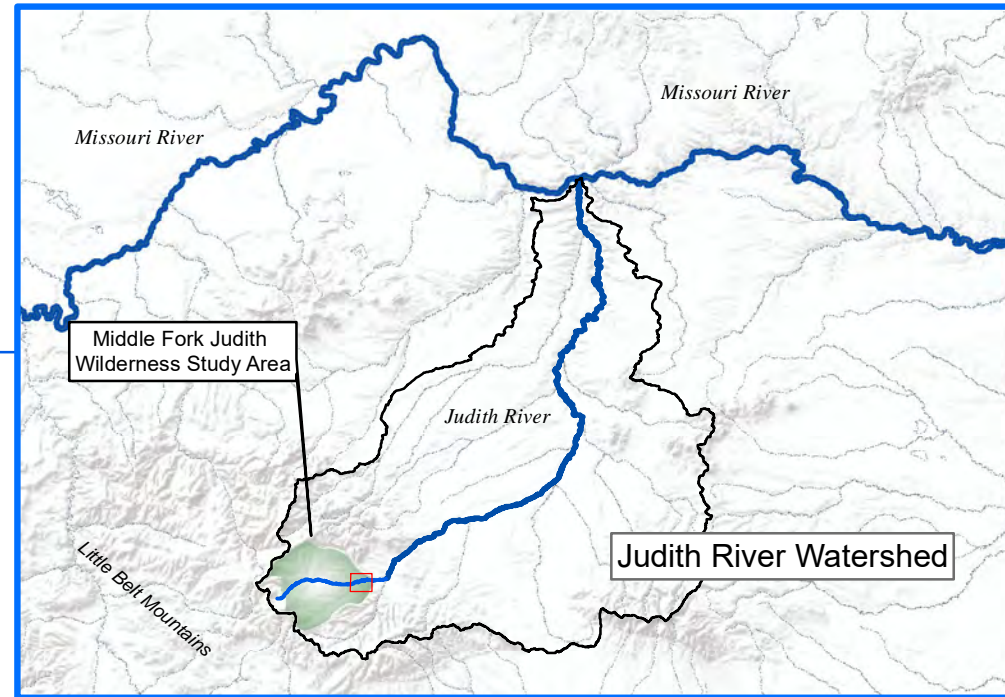 Missouri River
Missouri River
Middle Fork Judith
Wilderness Study Area
Judith River
Judith River Watershed
Little Belt Mountains